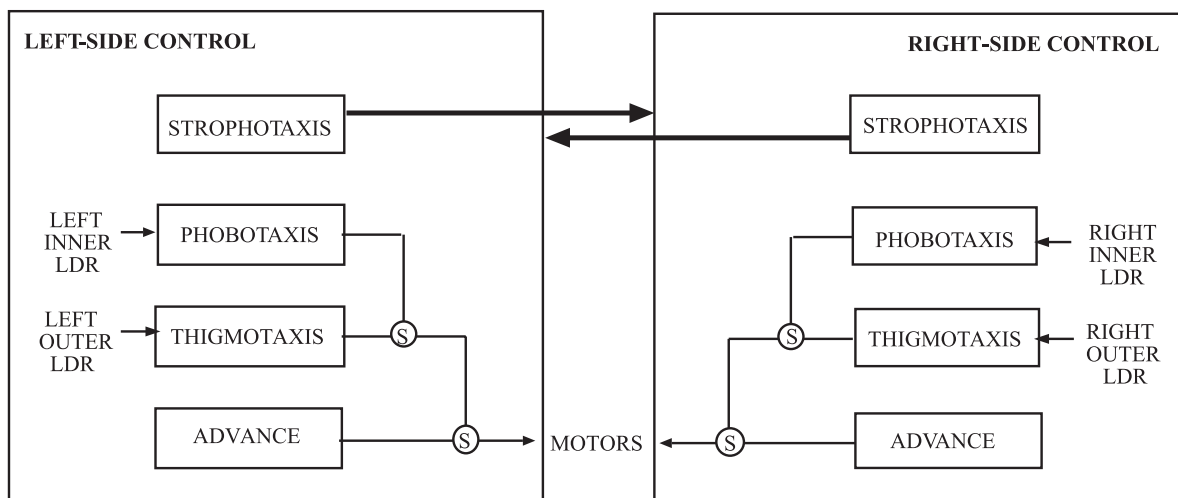 LEFT-SIDE CONTROL
STROPHOTAXIS
LEFT
INNER
LDR
PHOBOTAXIS
LEFT
OUTER
LDR
THIGMOTAXIS
S
ADVANCE
S
MOTORS
RIGHT-SIDE CONTROL
STROPHOTAXIS
PHOBOTAXIS
RIGHT
INNER
LDR
S
THIGMOTAXIS
RIGHT
OUTER
LDR
S
ADVANCE